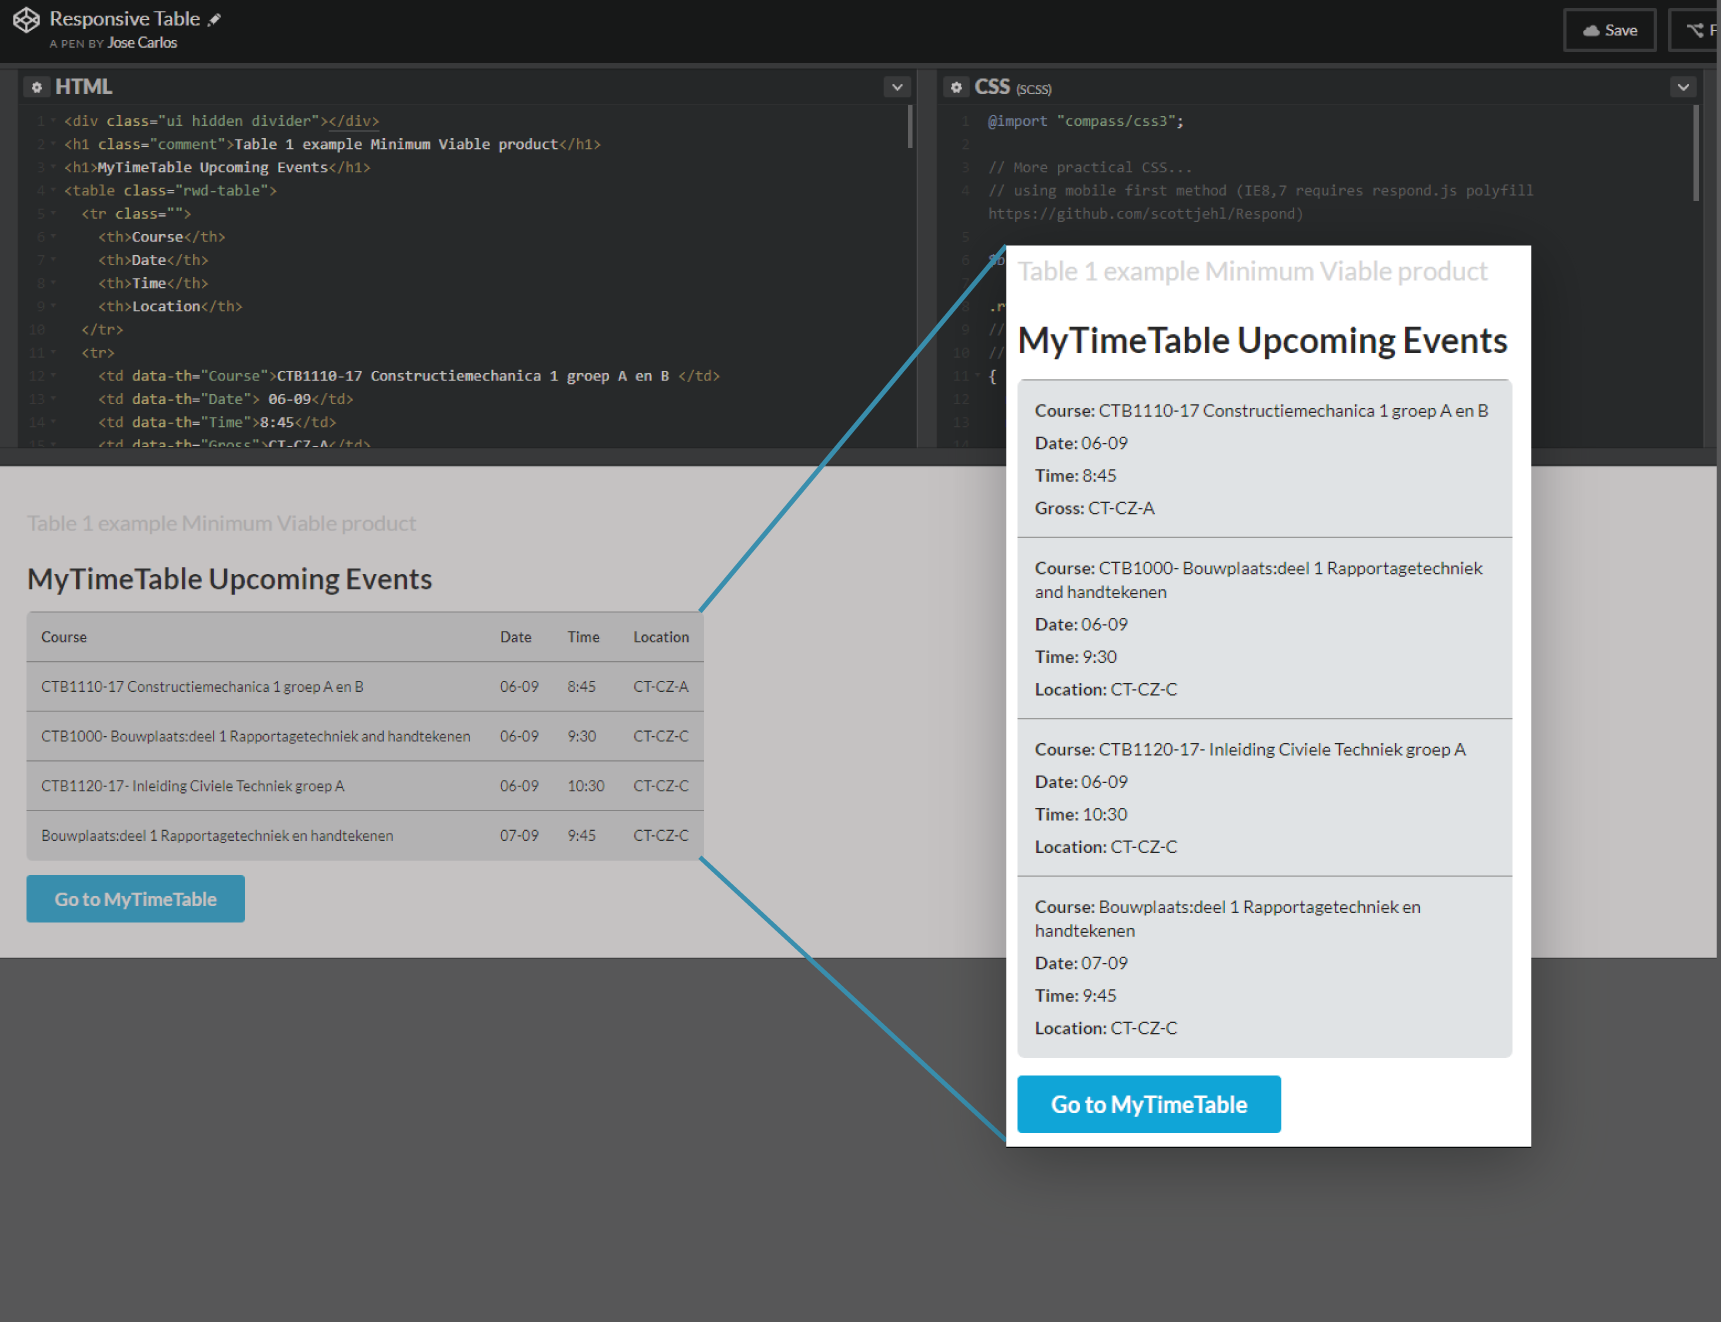 Responsive Table
A PEN BY Jose Carlos
Save
HTML
1 <div class="ui hidden divider"></div>
2 <h1 class="comment">Table 1 example Minimum Viable product</h1>
3 <h1>MyTimeTable Upcoming Events</h1>
4 <table class="rwd-table">
5 <tr class="">
6 <th>Course</th>
7 <th>Date</th>
8 <th>Time</th>
9 <th>Location</th>
10 </tr>
11 <tr>
12 <td data-th="Course">CTB1110-17 Constructiemechanica 1 groep A en B </td>
13 <td data-th="Date"> 06-09</td>
14 <td data-th="Time">8:45</td>
15 <td data-th="Gross">CT-CZ-A</td>
CSS (SCSS)
1 @import "compass/css3";
2
3 // More practical CSS...
4 // using mobile first method (IE8,7 requires respond.js polyfill
https://github.com/scottjehl/Respond)
5
6 $b
8 .r
9 //
10 //
11 {
12
13
14
Table 1 example Minimum Viable product
MyTimeTable Upcoming Events
Course Date Time Location
CTB1110-17 Constructiemechanica 1 groep A en B 06-09 8:45 CT-CZ-A
CTB1000- Bouwplaats:deel 1 Rapportagetechniek and handtekenen 06-09 9:30 CT-CZ-C
CTB1120-17- Inleiding Civiele Techniek groep A 06-09 10:30 CT-CZ-C
Bouwplaats:deel 1 Rapportagetechniek en handtekenen 07-09 9:45 CT-CZ-C
Go to MyTimeTable
Table 1 example Minimum Viable product
MyTimeTable Upcoming Events
Course: CTB1110-17 Constructiemechanica 1 groep A en B
Date: 06-09
Time: 8:45
Gross: CT-CZ-A
Course: CTB1000- Bouwplaats:deel 1 Rapportagetechniek
and handtekenen
Date: 06-09
Time: 9:30
Location: CT-CZ-C
Course: CTB1120-17- Inleiding Civiele Techniek groep A
Date: 06-09
Time: 10:30
Location: CT-CZ-C
Course: Bouwplaats:deel 1 Rapportagetechniek en
handtekenen
Date: 07-09
Time: 9:45
Location: CT-CZ-C
Go to MyTimeTable